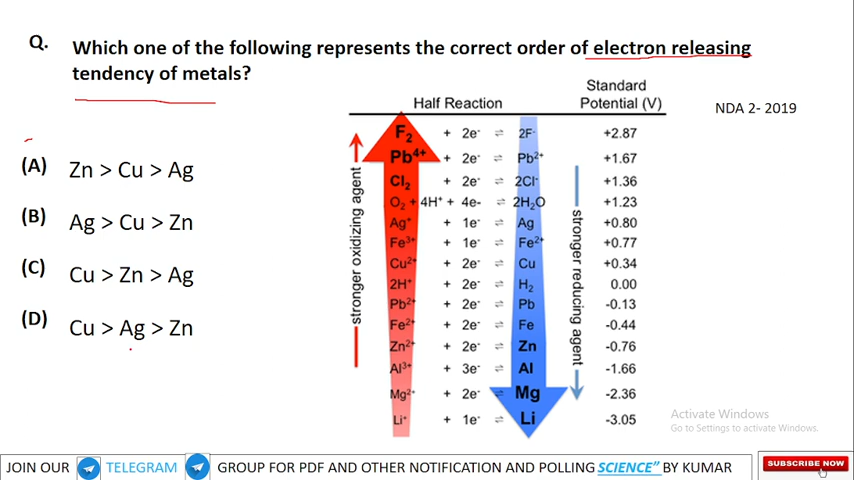 Q. Which one of the following represents the correct order of electron releasing
tendency of metals?
NDA 2- 2019
(A) Zn > Cu > Ag
(B) Ag > Cu > Zn
(C) Cu > Zn > Ag
(D) Cu > Ag > Zn
Half Reaction Standard Potential (V)
F₂ + 2e⁻ ⇌ 2F⁻ +2.87
Pb⁴⁺ + 2e⁻ ⇌ Pb²⁺ +1.67
Cl₂ + 2e⁻ ⇌ 2Cl⁻ +1.36
O₂ + 4H⁺ + 4e- ⇌ 2H₂O +1.23
Ag⁺ + 1e⁻ ⇌ Ag +0.80
Fe³⁺ + 1e⁻ ⇌ Fe²⁺ +0.77
Cu²⁺ + 2e⁻ ⇌ Cu +0.34
2H⁺ + 2e⁻ ⇌ H₂ 0.00
Pb²⁺ + 2e⁻ ⇌ Pb -0.13
Fe²⁺ + 2e⁻ ⇌ Fe -0.44
Zn²⁺ + 2e⁻ ⇌ Zn -0.76
Al³⁺ + 3e⁻ ⇌ Al -1.66
Mg²⁺ + 2e⁻ ⇌ Mg -2.36
Li⁺ + 1e⁻ ⇌ Li -3.05
stronger oxidizing agent
stronger reducing agent
Activate Windows
Go to Settings to activate Windows.
JOIN OUR TELEGRAM GROUP FOR PDF AND OTHER NOTIFICATION AND POLLING SCIENCE” BY KUMAR
SUBSCRIBE NOW